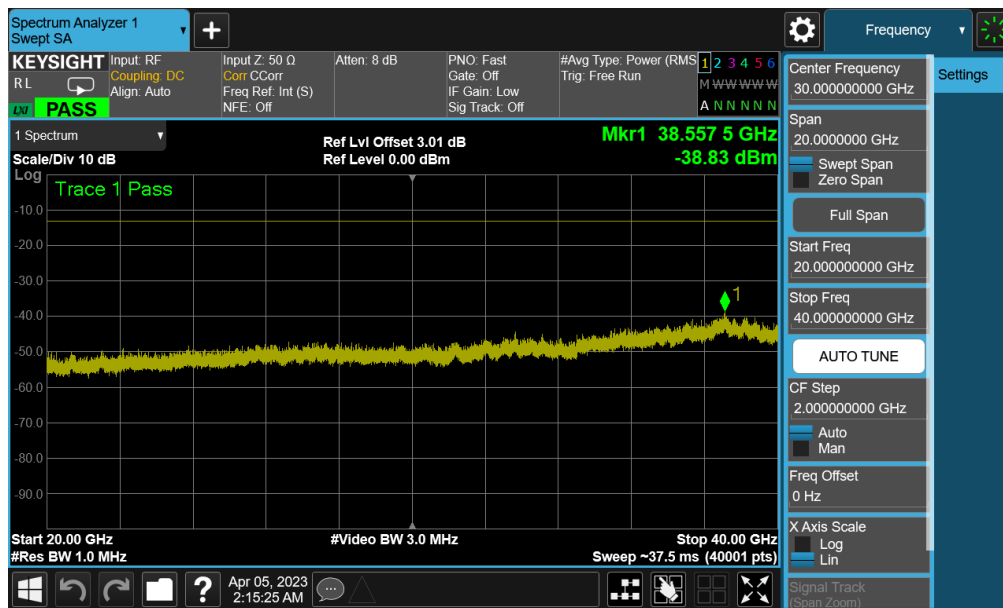 Spectrum Analyzer 1
Swept SA
+
Frequency
KEYSIGHT
R L
LXI
PASS
Input: RF
Coupling: DC
Align: Auto
Input Z: 50 Ω
Corr CCorr
Freq Ref: Int (S)
NFE: Off
Atten: 8 dB
PNO: Fast
Gate: Off
IF Gain: Low
Sig Track: Off
#Avg Type: Power (RMS
Trig: Free Run
1 2 3 4 5 6
M W W W W W
A N N N N N
1 Spectrum
Scale/Div 10 dB
Ref Lvl Offset 3.01 dB
Ref Level 0.00 dBm
Mkr1 38.557 5 GHz
-38.83 dBm
Log
Trace 1 Pass
-10.0
-20.0
-30.0
1
-40.0
-50.0
-60.0
-70.0
-80.0
-90.0
Start 20.00 GHz
#Res BW 1.0 MHz
#Video BW 3.0 MHz
Stop 40.00 GHz
Sweep ~37.5 ms (40001 pts)
?
Apr 05, 2023
2:15:25 AM
Center Frequency
30.000000000 GHz
Settings
Span
20.0000000 GHz
Swept Span
Zero Span
Full Span
Start Freq
20.000000000 GHz
Stop Freq
40.000000000 GHz
AUTO TUNE
CF Step
2.000000000 GHz
Auto
Man
Freq Offset
0 Hz
X Axis Scale
Log
Lin
Signal Track
(Span Zoom)